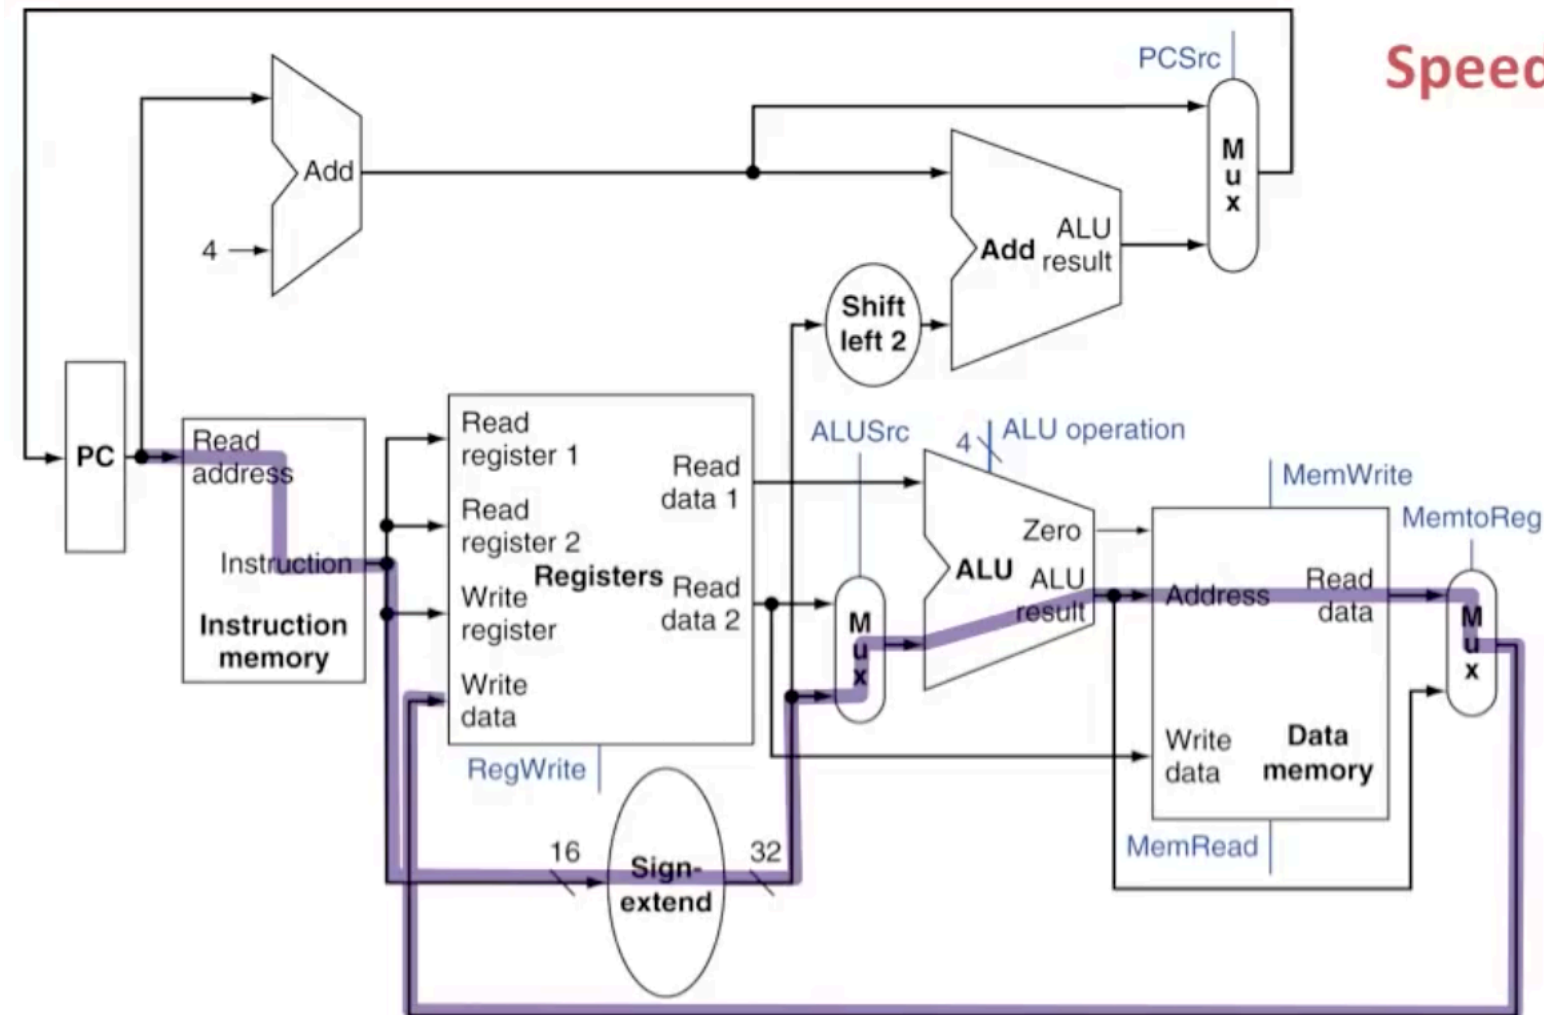 PCSrc
Speed
Add
4
M
u
x
Add
ALU
result
Shift
left 2
PC
Read
address
Instruction
Instruction
memory
Read
register 1
Read
register 2
Write
register
Write
data
Registers
Read
data 1
Read
data 2
RegWrite
16
Sign-
extend
32
ALUSrc
M
u
x
4
ALU operation
Zero
ALU
ALU
result
MemWrite
MemtoReg
Address
Read
data
Write
data
Data
memory
MemRead
M
u
x